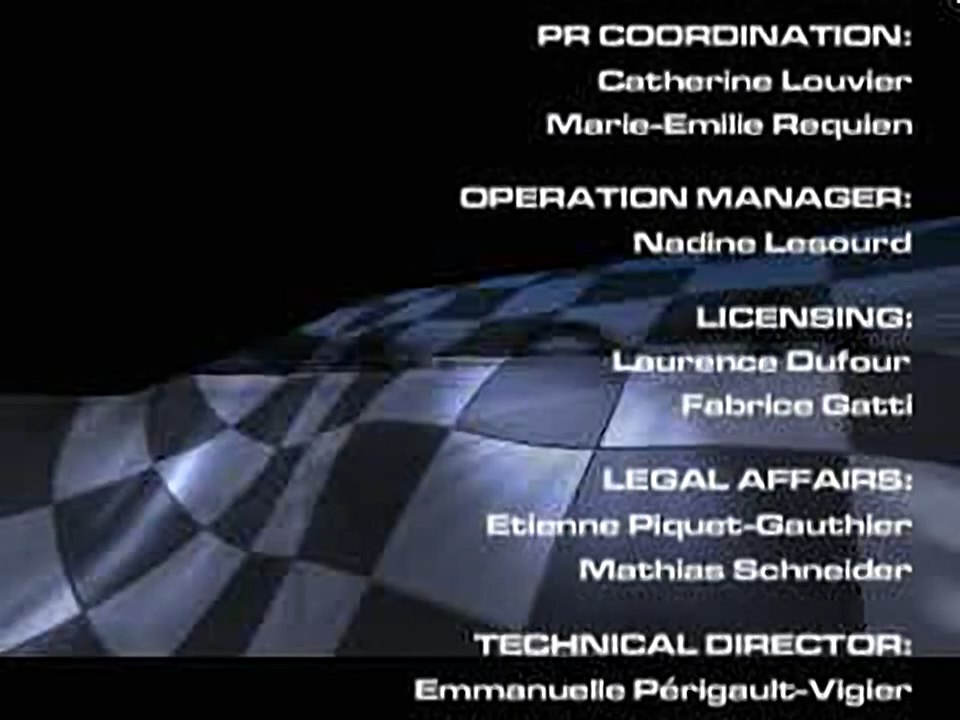 PR COORDINATION:
Catherine Louvier
Marie-Emilie Requien
OPERATION MANAGER:
Nadine Lesourd
LICENSING:
Laurence Dufour
Fabrice Gatti
LEGAL AFFAIRS:
Etienne Piquet-Gauthier
Mathias Schneider
TECHNICAL DIRECTOR:
Emmanuelle Périgault-Vigier